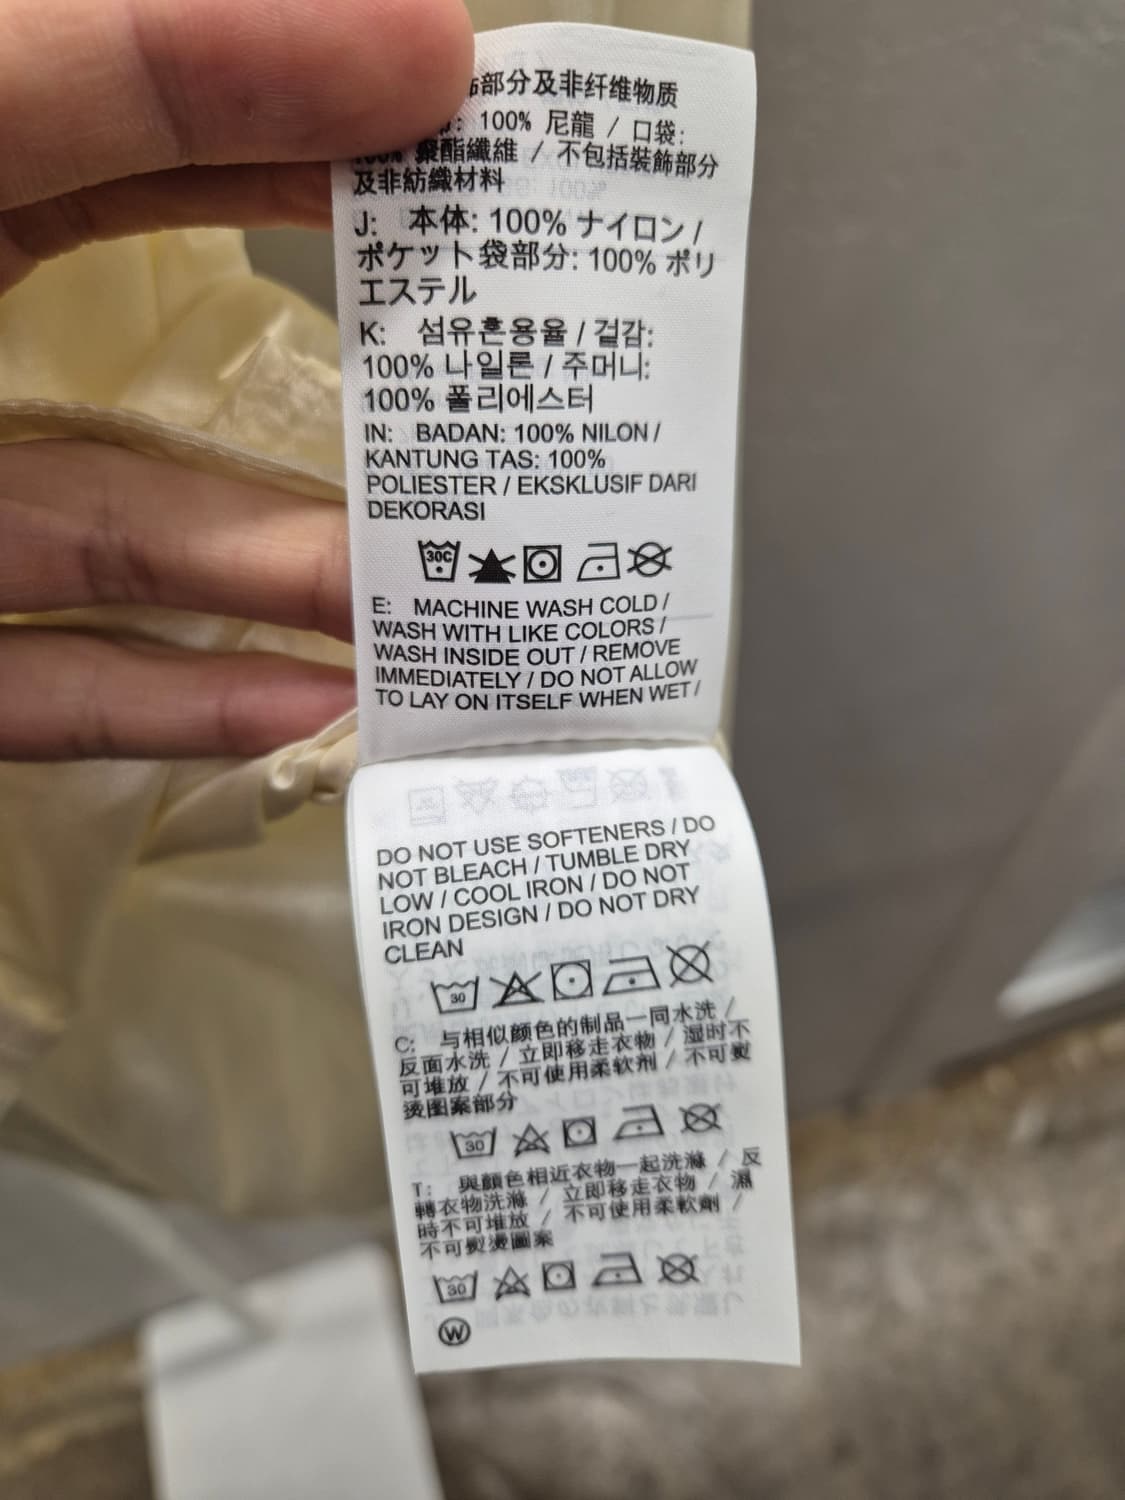 部分及非纤维物质
100% 尼龍 / 口袋:
聚酯纖維 / 不包括裝飾部分
及非紡織材料
J: 本体: 100% ナイロン /
ポケット袋部分: 100% ポリ
エステル
K: 섬유혼용율 / 겉감:
100% 나일론 / 주머니:
100% 폴리에스터
IN: BADAN: 100% NILON /
KANTUNG TAS: 100%
POLIESTER / EKSKLUSIF DARI
DEKORASI
30C
E: MACHINE WASH COLD /
WASH WITH LIKE COLORS /
WASH INSIDE OUT / REMOVE
IMMEDIATELY / DO NOT ALLOW
TO LAY ON ITSELF WHEN WET /
DO NOT USE SOFTENERS / DO
NOT BLEACH / TUMBLE DRY
LOW / COOL IRON / DO NOT
IRON DESIGN / DO NOT DRY
CLEAN
30
C: 与相似颜色的制品一同水洗 /
反面水洗 / 立即移走衣物 / 湿时不
可堆放 / 不可使用柔软剂 / 不可熨
烫图案部分
30
T: 與顏色相近衣物一起洗滌 / 反
轉衣物洗滌 / 立即移走衣物 / 濕
時不可堆放 / 不可使用柔軟劑 /
不可熨燙圖案
30
W